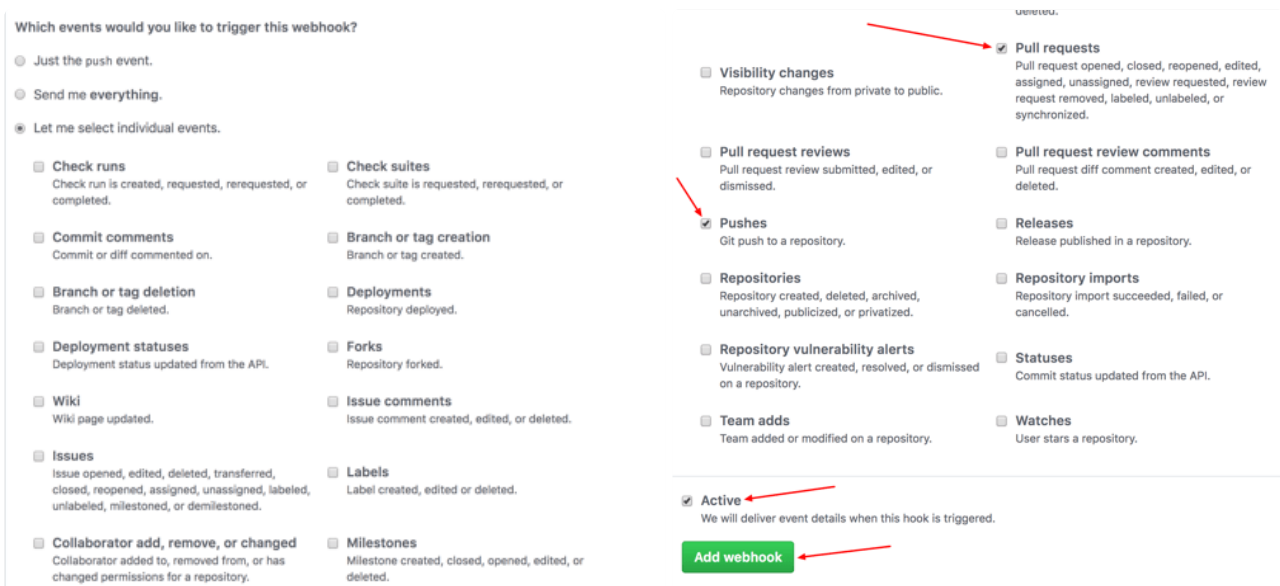 Which events would you like to trigger this webhook?
Just the push event.
Send me everything.
Let me select individual events.
Check runs
Check run is created, requested, rerequested, or
completed.
Check suites
Check suite is requested, rerequested, or
completed.
Commit comments
Commit or diff commented on.
Branch or tag creation
Branch or tag created.
Branch or tag deletion
Branch or tag deleted.
Deployments
Repository deployed.
Deployment statuses
Deployment status updated from the API.
Forks
Repository forked.
Wiki
Wiki page updated.
Issue comments
Issue comment created, edited, or deleted.
Issues
Issue opened, edited, deleted, transferred,
closed, reopened, assigned, unassigned, labeled,
unlabeled, milestoned, or demilestoned.
Labels
Label created, edited or deleted.
Collaborator add, remove, or changed
Collaborator added to, removed from, or has
changed permissions for a repository.
Milestones
Milestone created, closed, opened, edited, or
deleted.
deleted.
Visibility changes
Repository changes from private to public.
Pull requests
Pull request opened, closed, reopened, edited,
assigned, unassigned, review requested, review
request removed, labeled, unlabeled, or
synchronized.
Pull request reviews
Pull request review submitted, edited, or
dismissed.
Pull request review comments
Pull request diff comment created, edited, or
deleted.
Pushes
Git push to a repository.
Releases
Release published in a repository.
Repositories
Repository created, deleted, archived,
unarchived, publicized, or privatized.
Repository imports
Repository import succeeded, failed, or
cancelled.
Repository vulnerability alerts
Vulnerability alert created, resolved, or dismissed
on a repository.
Statuses
Commit status updated from the API.
Team adds
Team added or modified on a repository.
Watches
User stars a repository.
Active
We will deliver event details when this hook is triggered.
Add webhook